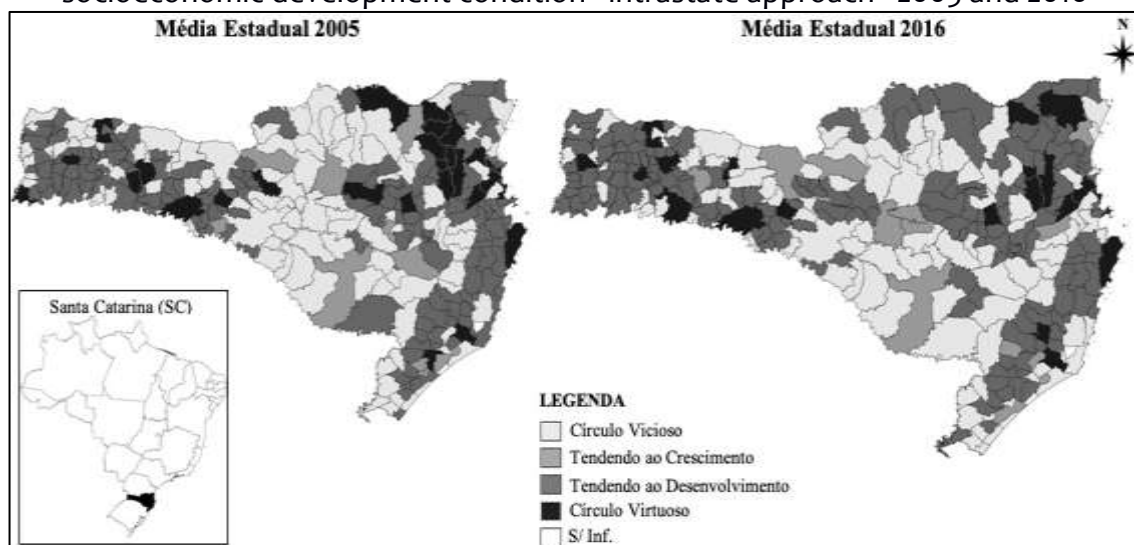 socioeconomic development condition - intrastate approach - 2005 and 2016
Média Estadual 2005
Média Estadual 2016
N
Santa Catarina (SC)
LEGENDA
Círculo Vicioso
Tendendo ao Crescimento
Tendendo ao Desenvolvimento
Círculo Virtuoso
S/ Inf.